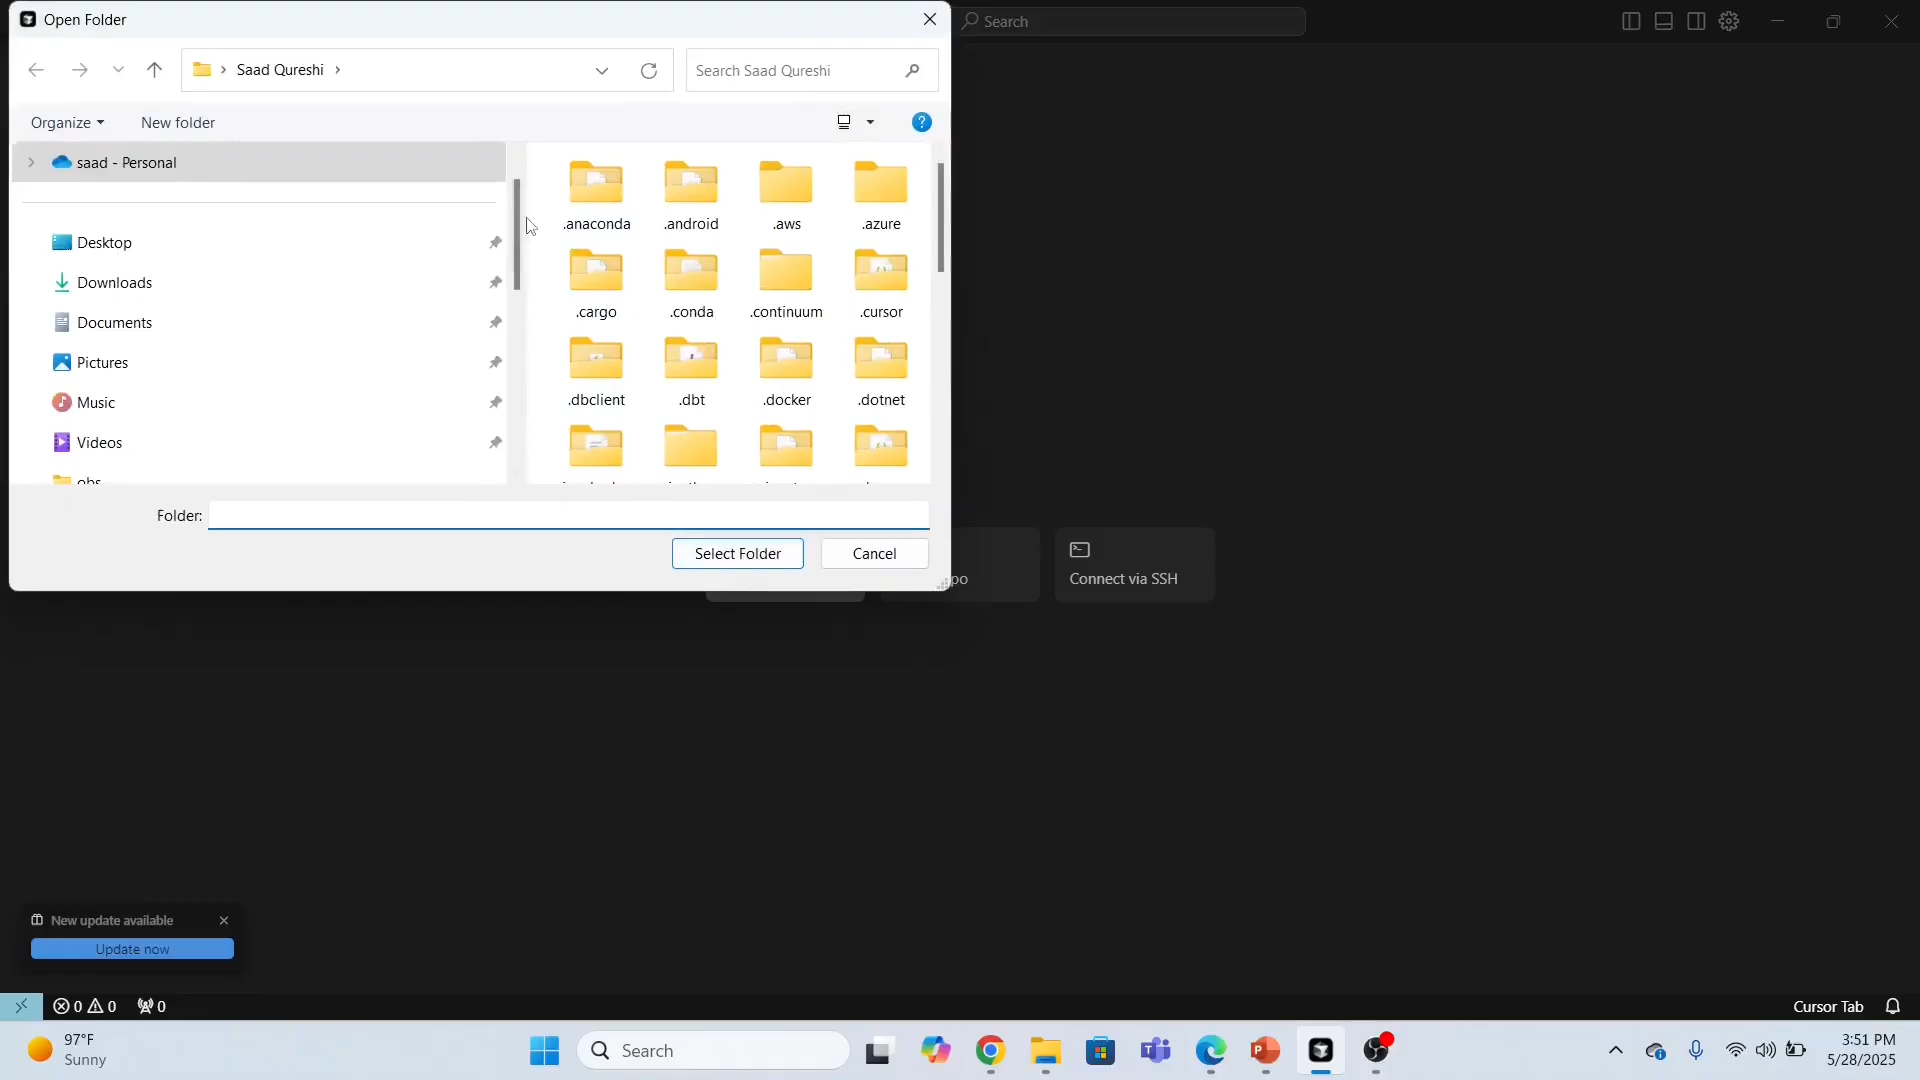 Open Folder
Search
Saad Qureshi
Search Saad Qureshi
Organize
New folder
saad - Personal
Desktop
Downloads
Documents
Pictures
Music
Videos
obs
.anaconda
.android
.aws
.azure
.cargo
.conda
.continuum
.cursor
.dbclient
.dbt
.docker
.dotnet
Folder:
Select Folder
Cancel
po
Connect via SSH
New update available
Update now
0
0
0
Cursor Tab
97°F
Sunny
Search
3:51 PM
5/28/2025